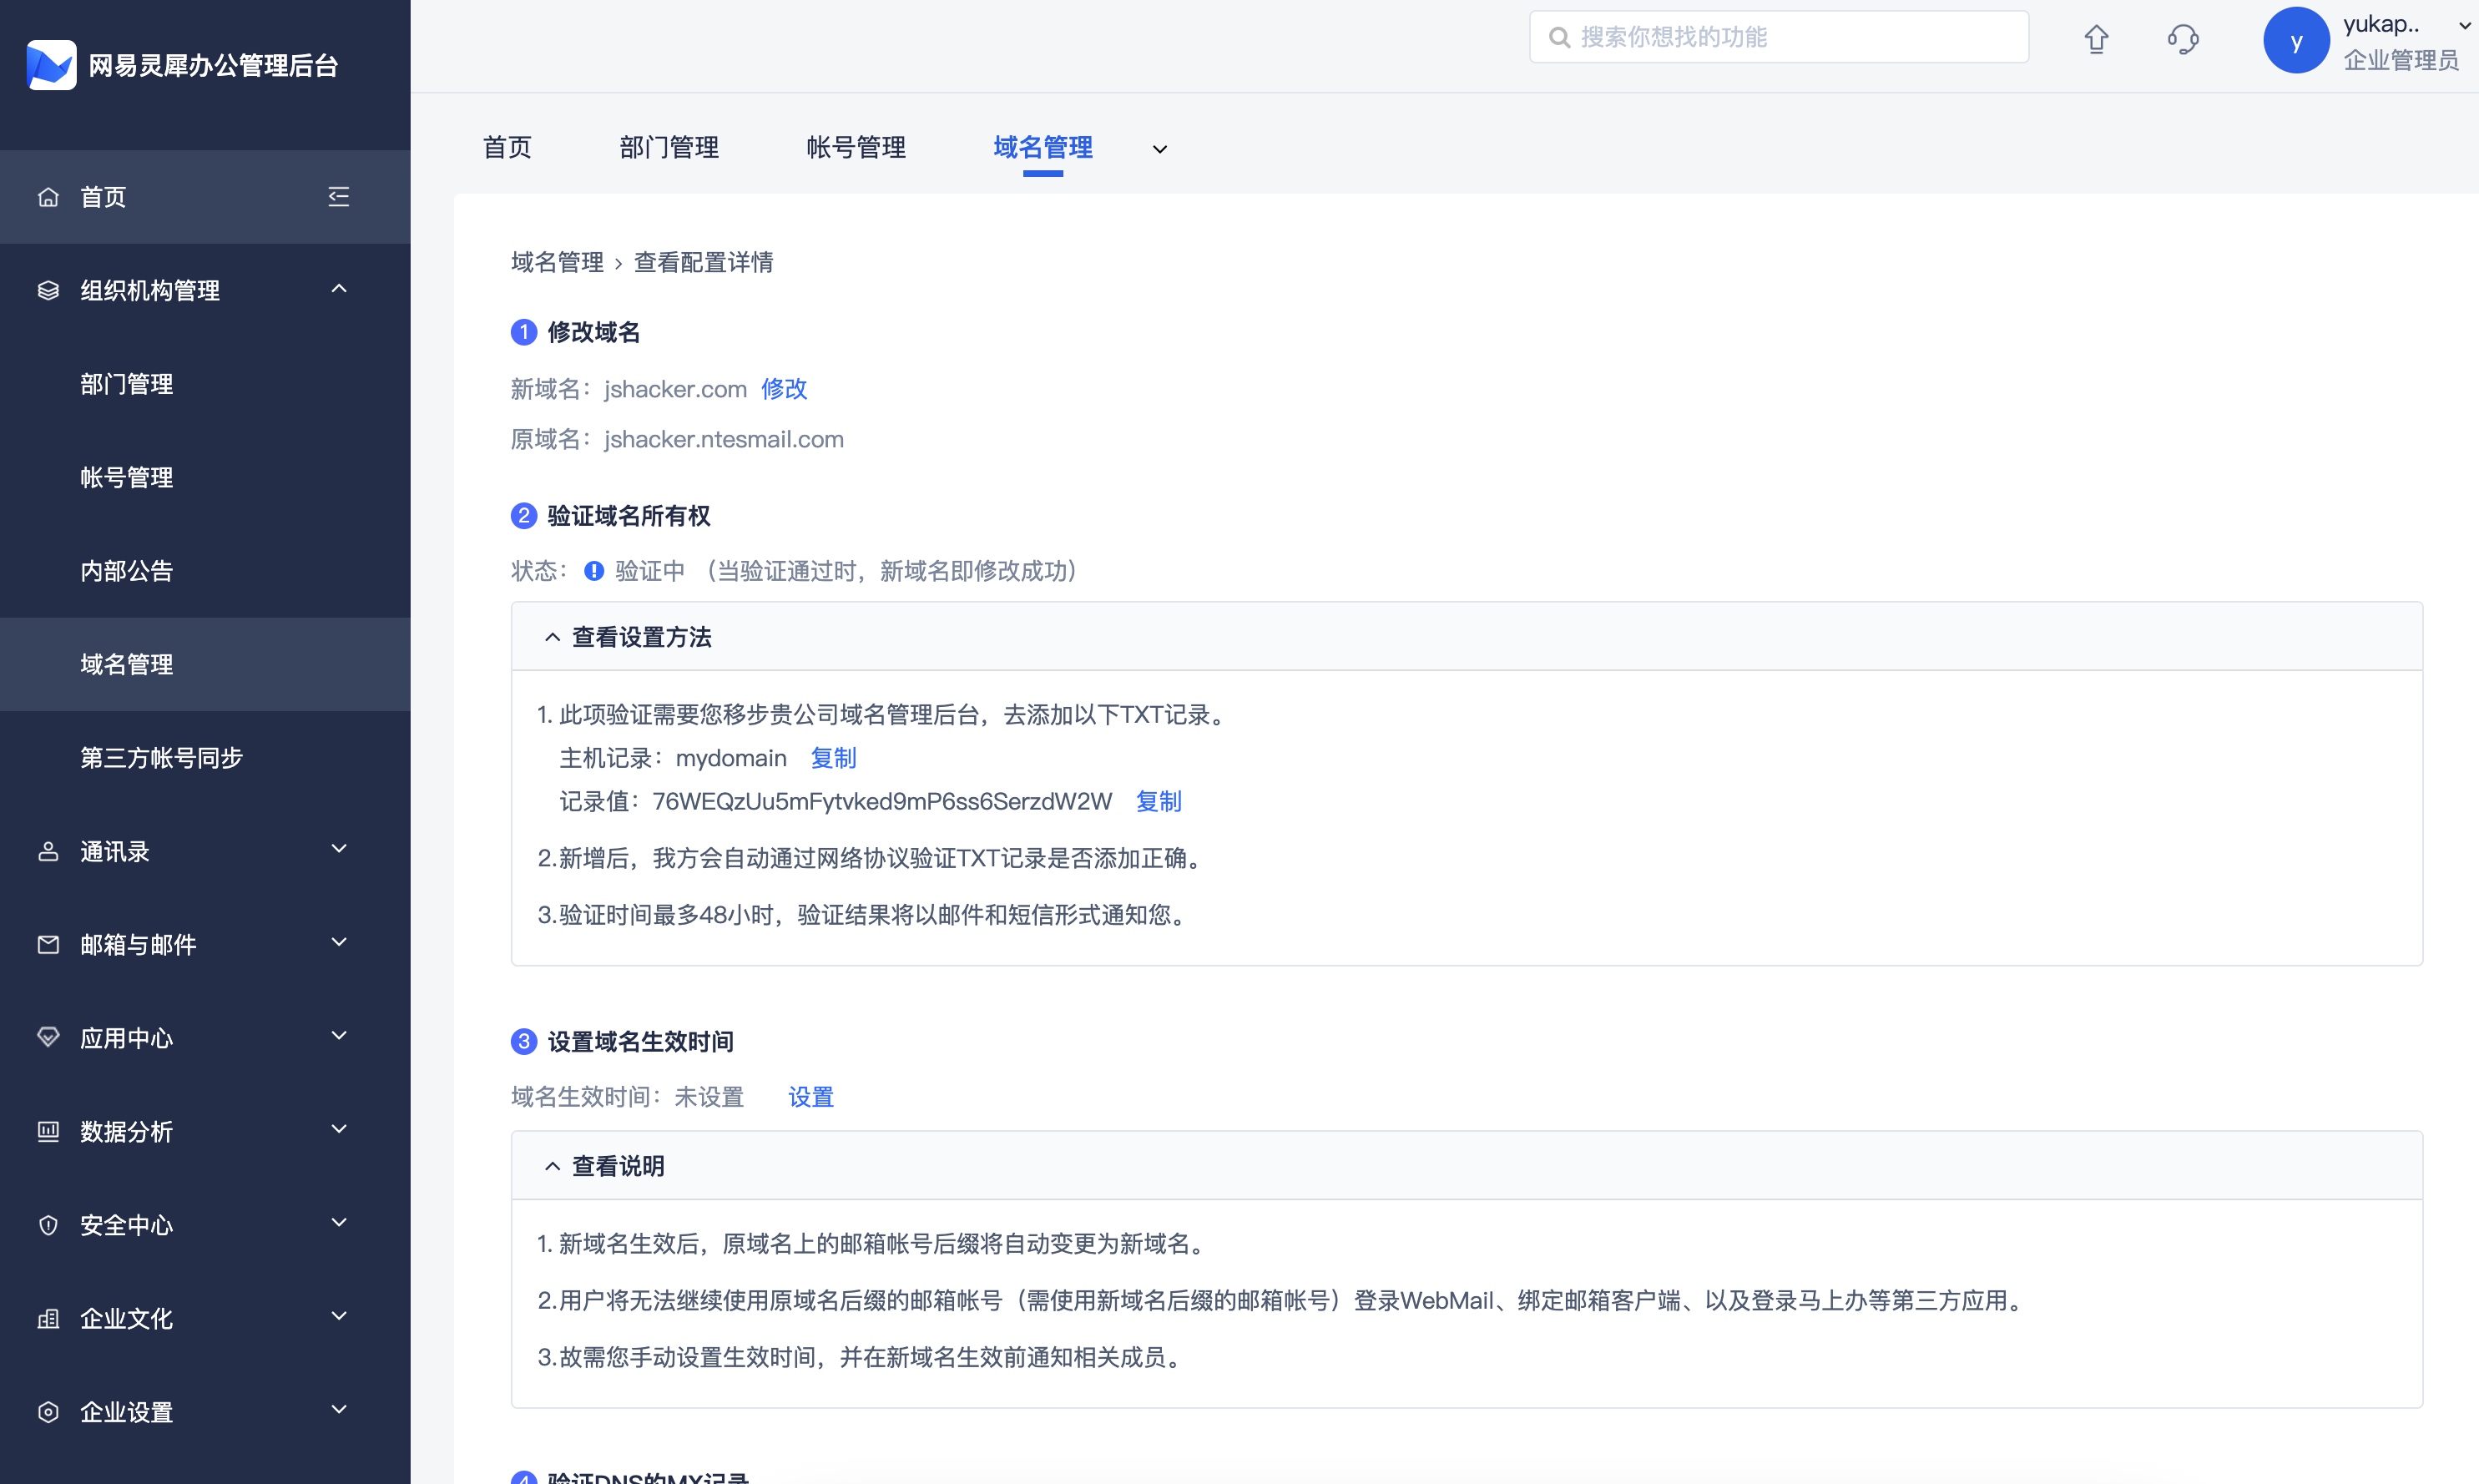 网易灵犀办公管理后台
搜索你想找的功能
y
yukap..
企业管理员
首页
组织机构管理
部门管理
帐号管理
内部公告
域名管理
第三方帐号同步
通讯录
邮箱与邮件
应用中心
数据分析
安全中心
企业文化
企业设置
首页 部门管理 帐号管理 域名管理
域名管理 › 查看配置详情
1 修改域名
新域名：jshacker.com 修改
原域名：jshacker.ntesmail.com
2 验证域名所有权
状态： 验证中 （当验证通过时，新域名即修改成功）
查看设置方法
1. 此项验证需要您移步贵公司域名管理后台，去添加以下TXT记录。
主机记录：mydomain 复制
记录值：76WEQzUu5mFytvked9mP6ss6SerzdW2W 复制
2.新增后，我方会自动通过网络协议验证TXT记录是否添加正确。
3.验证时间最多48小时，验证结果将以邮件和短信形式通知您。
3 设置域名生效时间
域名生效时间：未设置 设置
查看说明
1. 新域名生效后，原域名上的邮箱帐号后缀将自动变更为新域名。
2.用户将无法继续使用原域名后缀的邮箱帐号（需使用新域名后缀的邮箱帐号）登录WebMail、绑定邮箱客户端、以及登录马上办等第三方应用。
3.故需您手动设置生效时间，并在新域名生效前通知相关成员。
4 验证DNS的MX记录